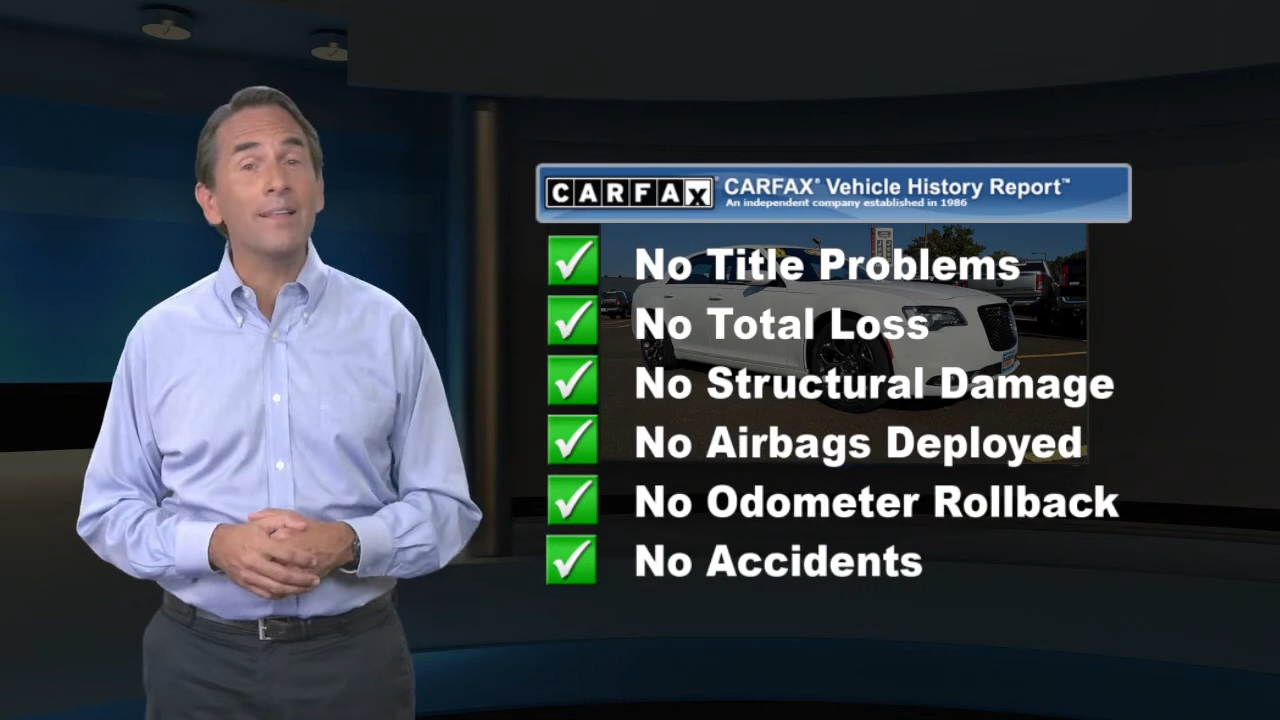 CARFAX® CARFAX® Vehicle History Report™
An independent company established in 1986
No Title Problems
No Total Loss
No Structural Damage
No Airbags Deployed
No Odometer Rollback
No Accidents